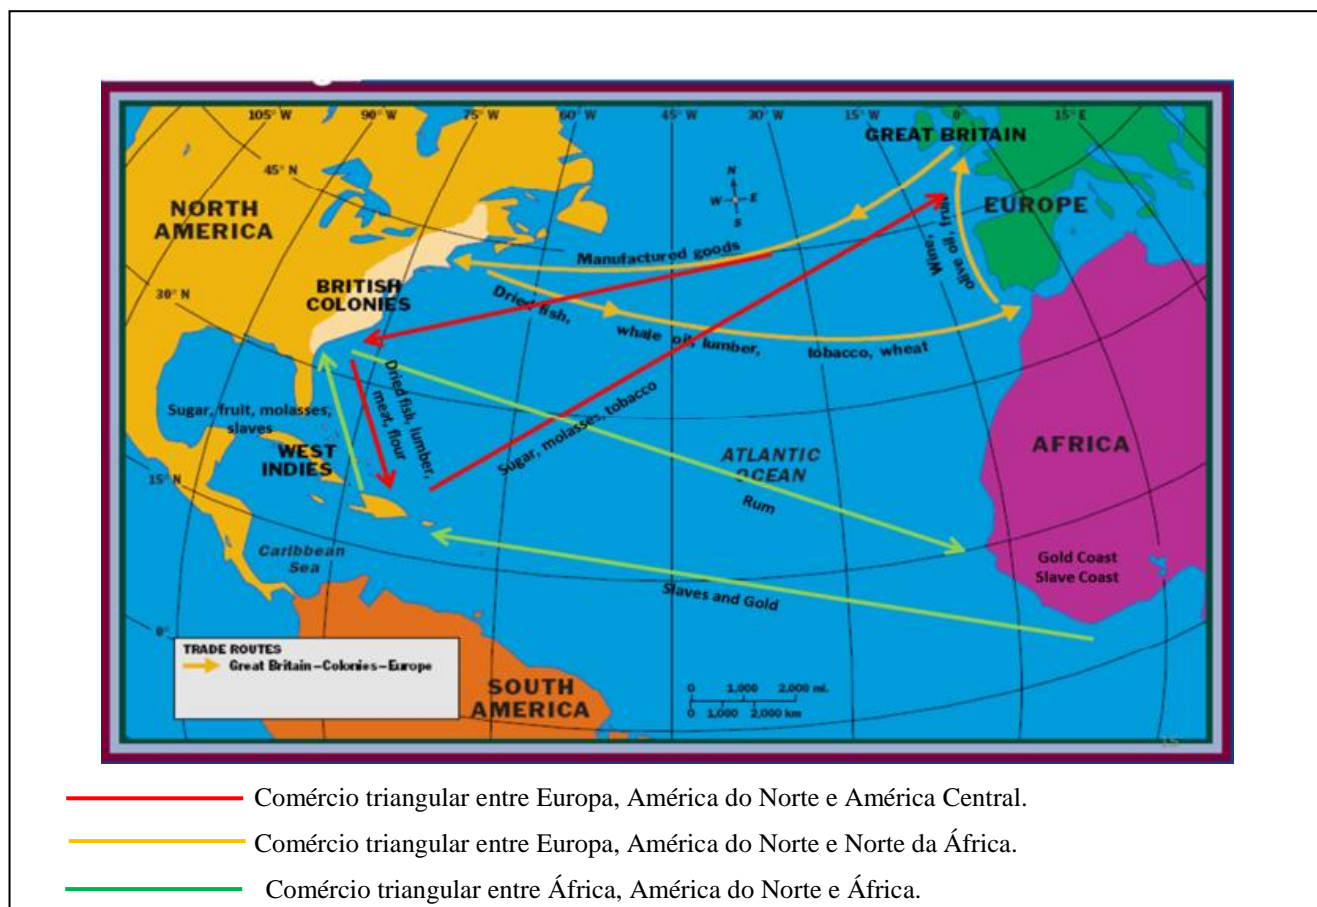 105° W
90° W
75° W
60° W
45° W
30° W
15° W
0°
15° E
GREAT BRITAIN
45° N
N
W E
S
NORTH
AMERICA
EUROPE
Wine,
olive oil, fruit
Manufactured goods
BRITISH
COLONIES
30° N
Dried fish,
whale oil, lumber,
tobacco, wheat
Dried fish, lumber,
meat, flour
Sugar, fruit, molasses,
slaves
Sugar, molasses, tobacco
WEST
INDIES
ATLANTIC
OCEAN
AFRICA
15° N
Rum
Caribbean
Sea
Gold Coast
Slave Coast
Slaves and Gold
0°
TRADE ROUTES
Great Britain–Colonies–Europe
SOUTH
AMERICA
0 1,000 2,000 mi.
0 1,000 2,000 km
15
Comércio triangular entre Europa, América do Norte e América Central.
Comércio triangular entre Europa, América do Norte e Norte da África.
Comércio triangular entre África, América do Norte e África.